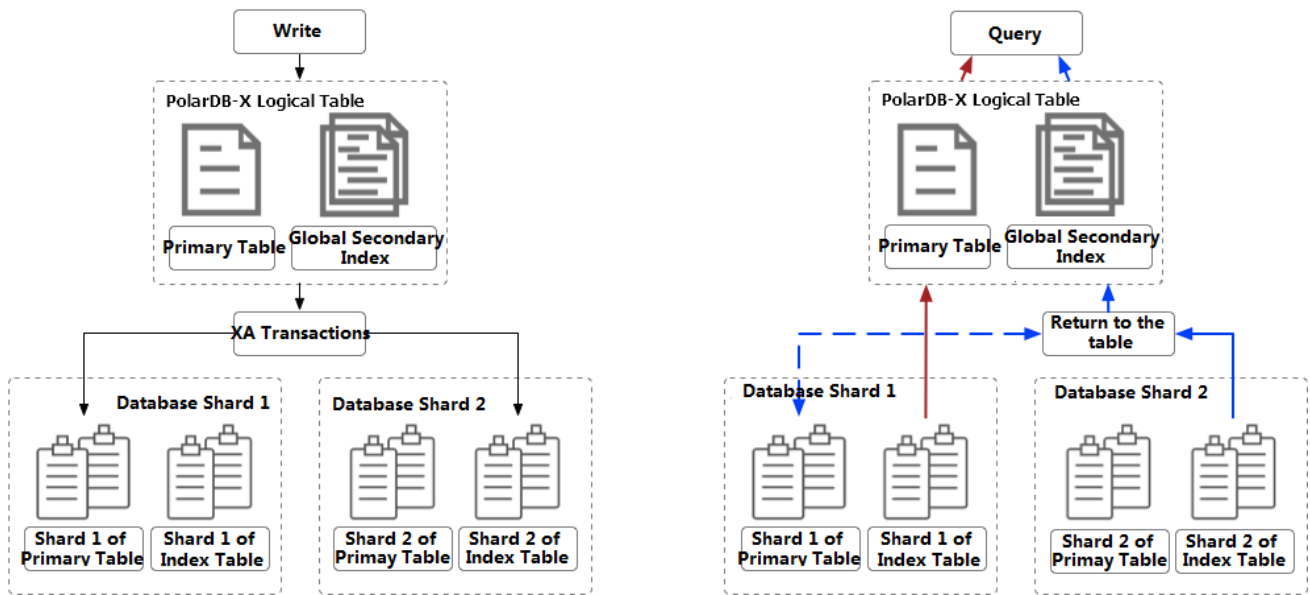 Write
PolarDB-X Logical Table
Primary Table
Global Secondary
Index
XA Transactions
Database Shard 1
Shard 1 of
Primary Table
Shard 1 of
Index Table
Database Shard 2
Shard 2 of
Primay Table
Shard 2 of
Index Table
Query
PolarDB-X Logical Table
Primary Table
Global Secondary
Index
Return to the
table
Database Shard 1
Shard 1 of
Primary Table
Shard 1 of
Index Table
Database Shard 2
Shard 2 of
Primay Table
Shard 2 of
Index Table